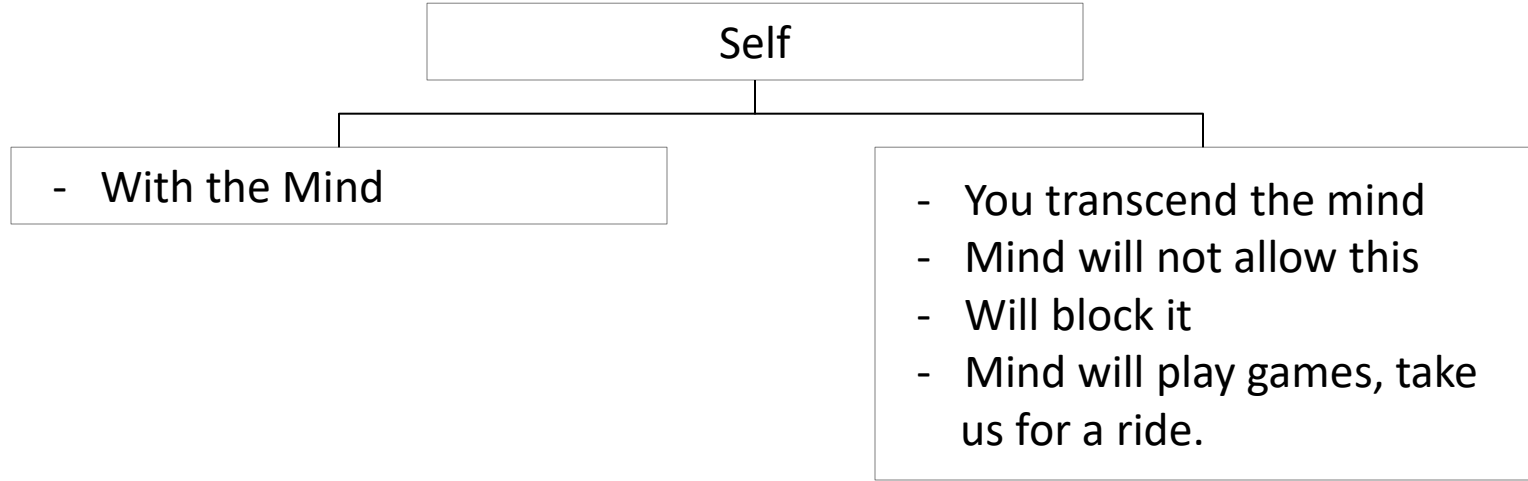 Self
- With the Mind
- You transcend the mind
- Mind will not allow this
- Will block it
- Mind will play games, take
us for a ride.